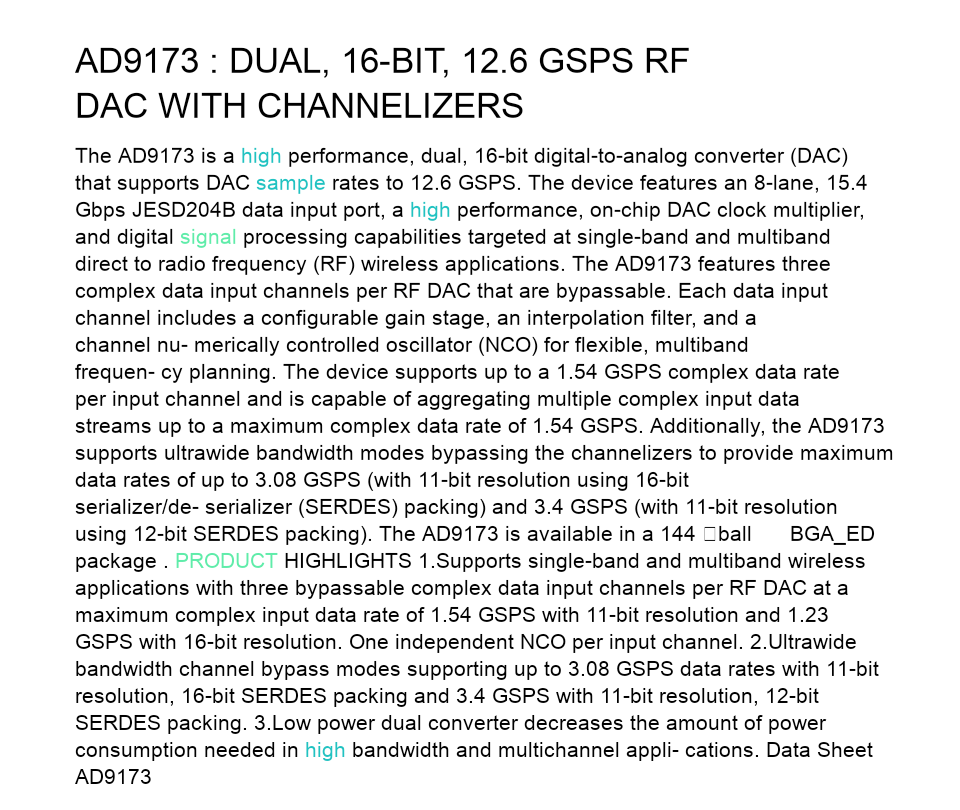 AD9173 : DUAL, 16-BIT, 12.6 GSPS RF
DAC WITH CHANNELIZERS
The AD9173 is a high performance, dual, 16-bit digital-to-analog converter (DAC)
that supports DAC sample rates to 12.6 GSPS. The device features an 8-lane, 15.4
Gbps JESD204B data input port, a high performance, on-chip DAC clock multiplier,
and digital signal processing capabilities targeted at single-band and multiband
direct to radio frequency (RF) wireless applications. The AD9173 features three
complex data input channels per RF DAC that are bypassable. Each data input
channel includes a configurable gain stage, an interpolation filter, and a
channel nu- merically controlled oscillator (NCO) for flexible, multiband
frequen- cy planning. The device supports up to a 1.54 GSPS complex data rate
per input channel and is capable of aggregating multiple complex input data
streams up to a maximum complex data rate of 1.54 GSPS. Additionally, the AD9173
supports ultrawide bandwidth modes bypassing the channelizers to provide maximum
data rates of up to 3.08 GSPS (with 11-bit resolution using 16-bit
serializer/de- serializer (SERDES) packing) and 3.4 GSPS (with 11-bit resolution
using 12-bit SERDES packing). The AD9173 is available in a 144 □ball BGA_ED
package . PRODUCT HIGHLIGHTS 1.Supports single-band and multiband wireless
applications with three bypassable complex data input channels per RF DAC at a
maximum complex input data rate of 1.54 GSPS with 11-bit resolution and 1.23
GSPS with 16-bit resolution. One independent NCO per input channel. 2.Ultrawide
bandwidth channel bypass modes supporting up to 3.08 GSPS data rates with 11-bit
resolution, 16-bit SERDES packing and 3.4 GSPS with 11-bit resolution, 12-bit
SERDES packing. 3.Low power dual converter decreases the amount of power
consumption needed in high bandwidth and multichannel appli- cations. Data Sheet
AD9173